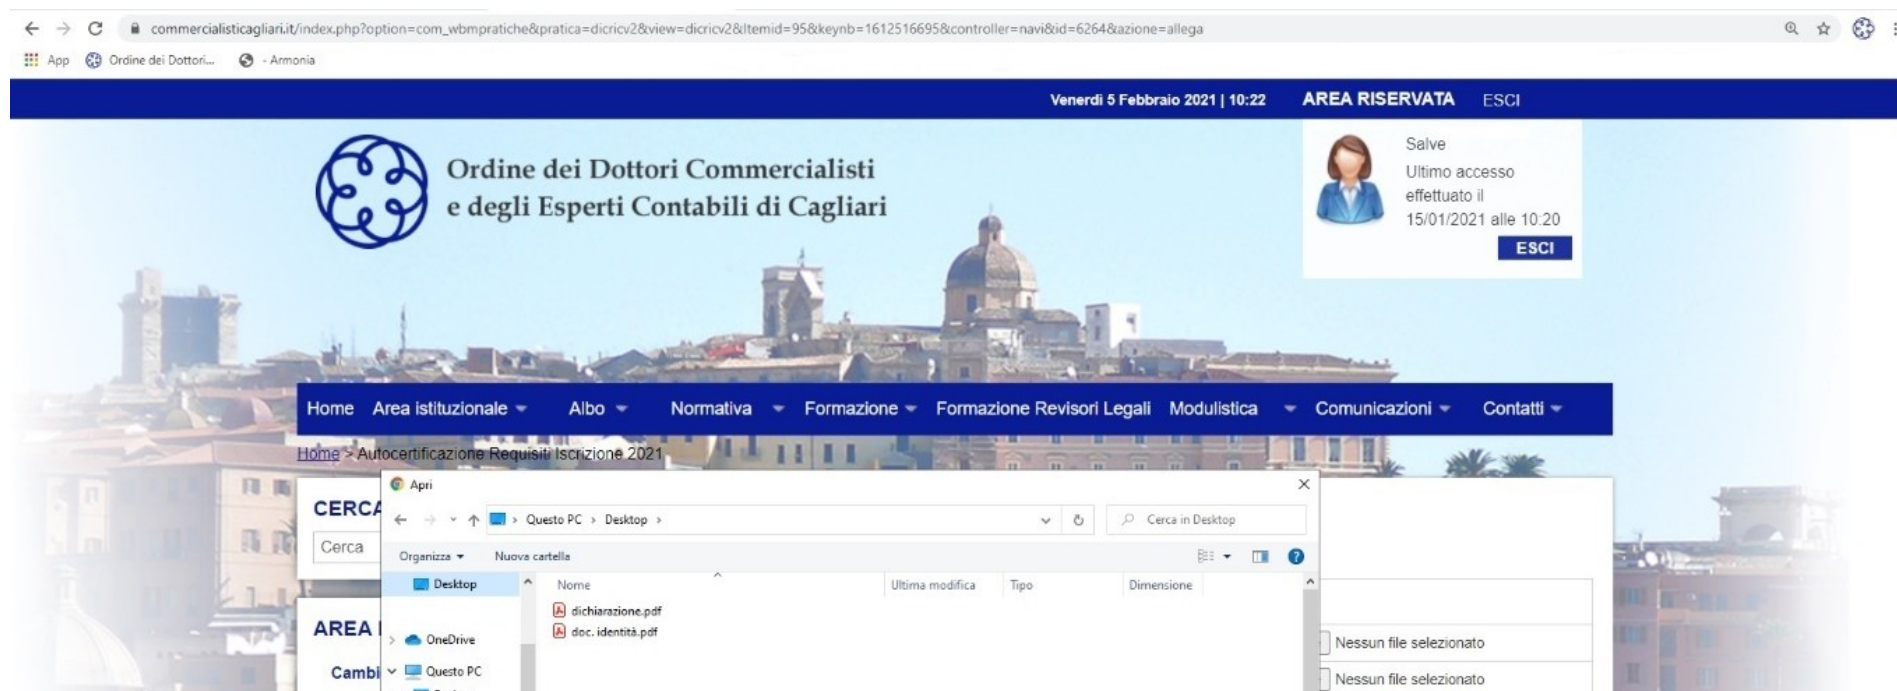 commercialisticagliari.it/index.php?option=com_wbmpratiche&pratica=dicricv2&view=dicricv2&Itemid=95&keynb=1612516695&controller=navi&id=6264&azione=allega
App Ordine dei Dottori... - Armonia
Venerdì 5 Febbraio 2021 | 10:22 AREA RISERVATA ESCI
Ordine dei Dottori Commercialisti
e degli Esperti Contabili di Cagliari
Salve
Ultimo accesso
effettuato il
15/01/2021 alle 10:20
ESCI
Home Area istituzionale Albo Normativa Formazione Formazione Revisori Legali Modulistica Comunicazioni Contatti
Home > Autocertificazione Requisiti Iscrizione 2021
Apri
CERCA
Questo PC > Desktop >
Cerca in Desktop
Cerca
Organizza Nuova cartella
Desktop
Nome Ultima modifica Tipo Dimensione
dichiarazione.pdf
doc. identità.pdf
AREA
OneDrive
Nessun file selezionato
Cambi
Questo PC
Nessun file selezionato